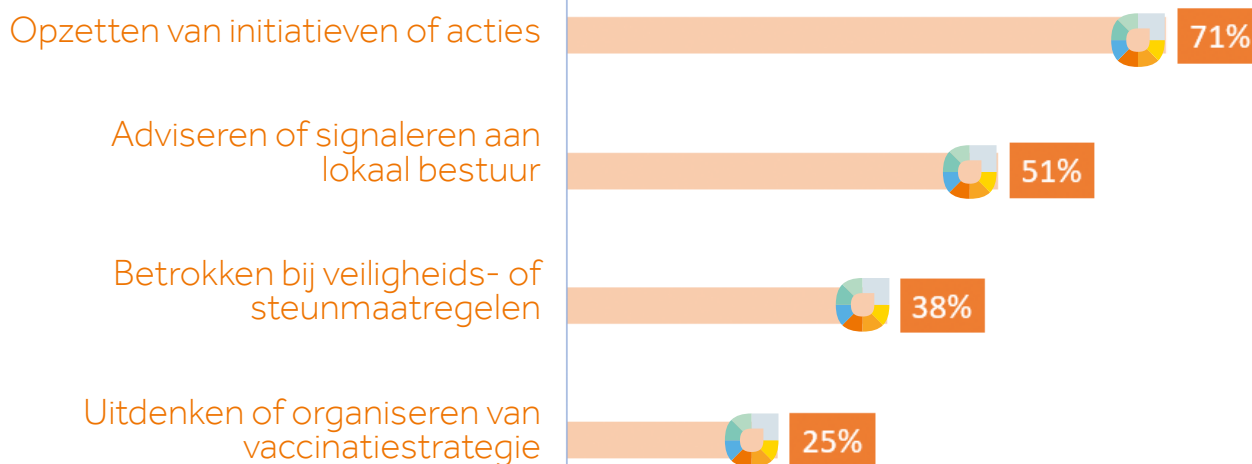 Opzetten van initiatieven of acties
71%
Adviseren of signaleren aan
lokaal bestuur
51%
Betrokken bij veiligheids- of
steunmaatregelen
38%
Uitdenken of organiseren van
vaccinatiestrategie
25%